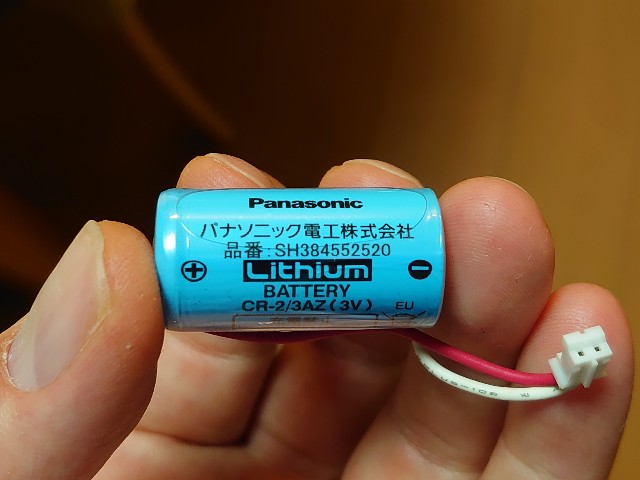 Panasonic
パナソニック電工株式会社
品番:SH384552520
+ Lithium -
BATTERY
CR-2/3AZ(3V) EU